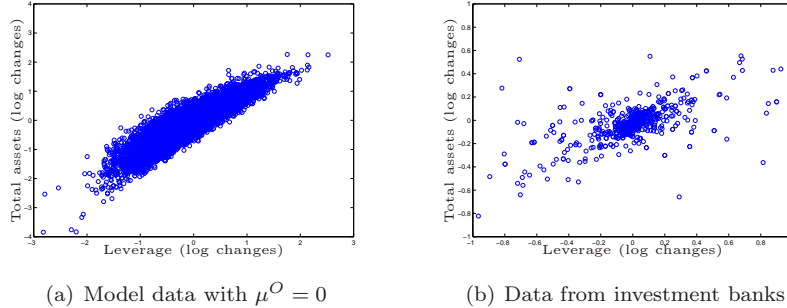 4
3
2
1
0
−1
−2
−3
−4
Total assets (log changes)
−3 −2 −1 0 1 2 3
Leverage (log changes)
(a) Model data with μ^O = 0
1
0.8
0.6
0.4
0.2
0
−0.2
−0.4
−0.6
−0.8
−1
Total assets (log changes)
−1 −0.8 −0.6 −0.4 −0.2 0 0.2 0.4 0.6 0.8
Leverage (log changes)
(b) Data from investment banks